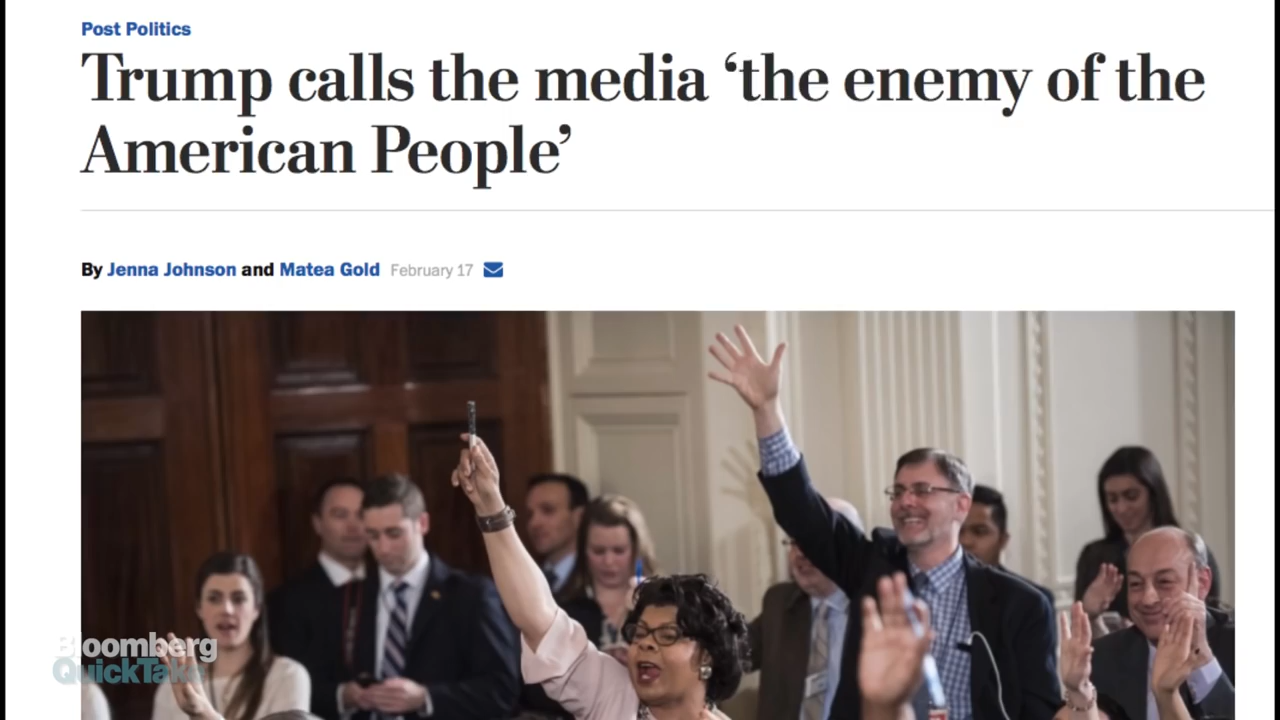 Post Politics
Trump calls the media ‘the enemy of the
American People’
By Jenna Johnson and Matea Gold February 17
Bloomberg
QuickTake